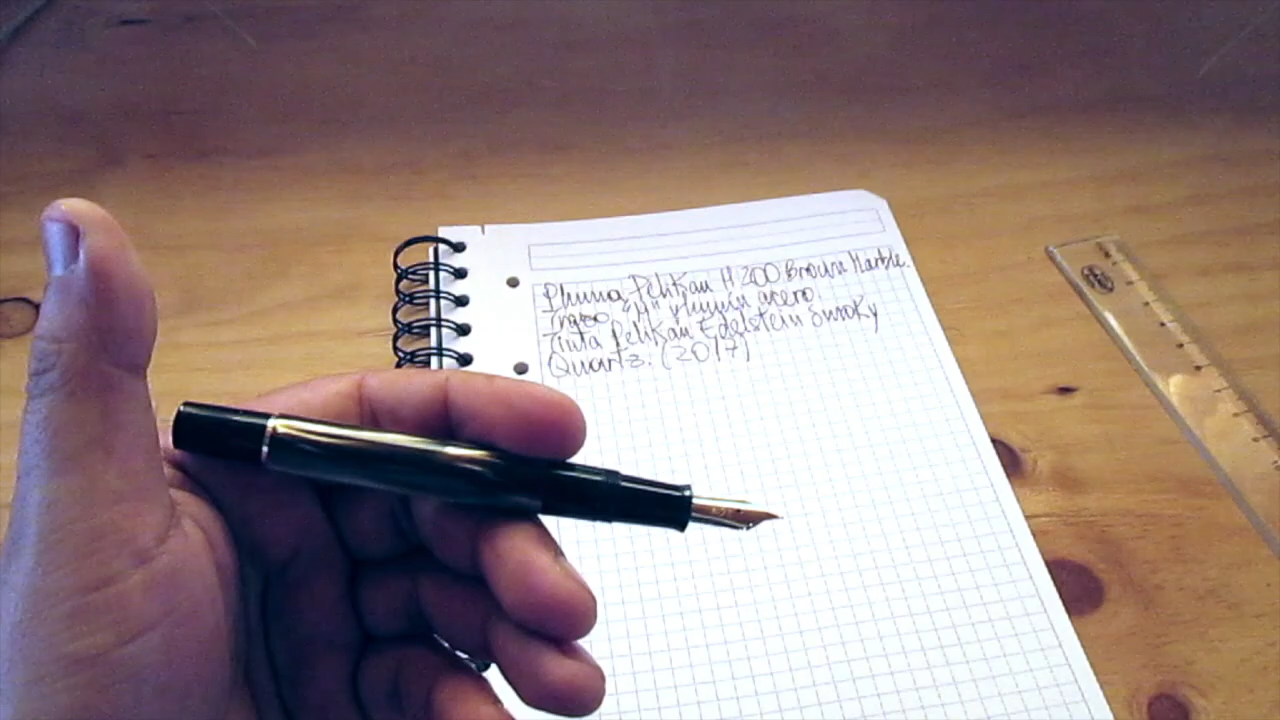 Pluma Pelikan M200 Brown Marble.
Trazo "M" plumín acero.
Tinta Pelikan Edelstein Smoky
Quartz. (2017)